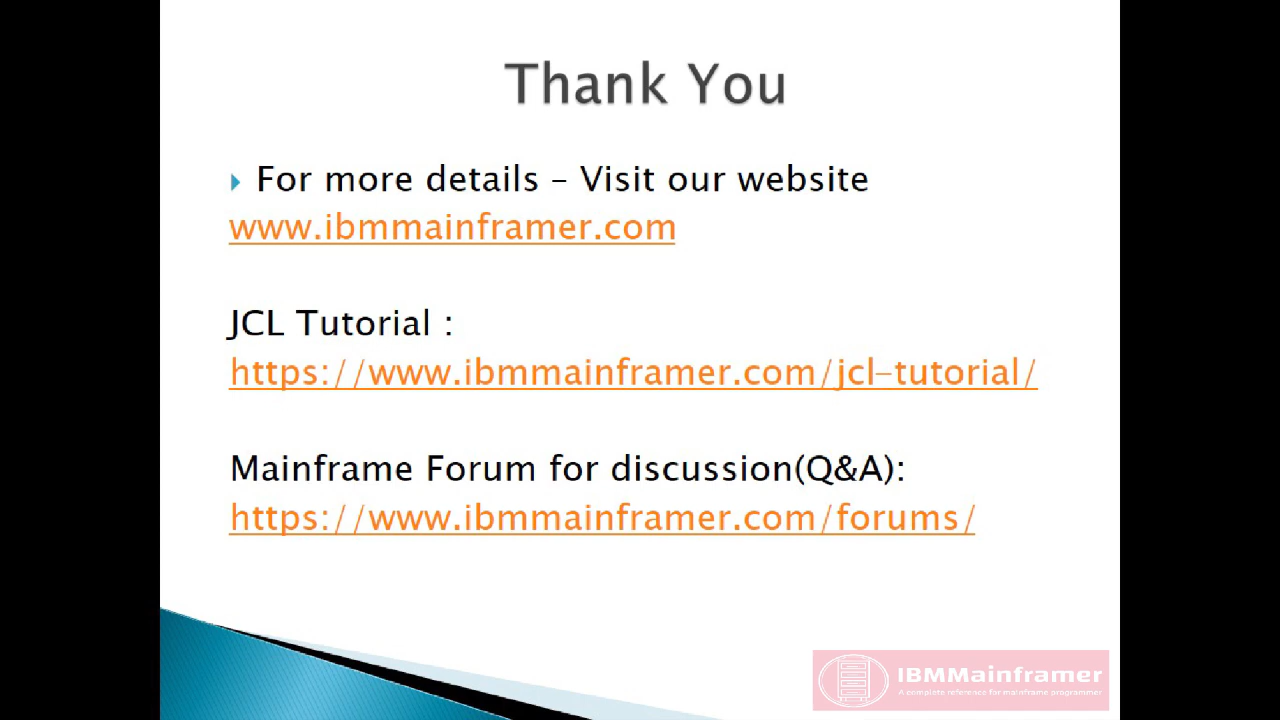 Thank You
For more details – Visit our website
www.ibmmainframer.com
JCL Tutorial :
https://www.ibmmainframer.com/jcl-tutorial/
Mainframe Forum for discussion(Q&A):
https://www.ibmmainframer.com/forums/
IBMMainframer
A complete reference for mainframe programmer